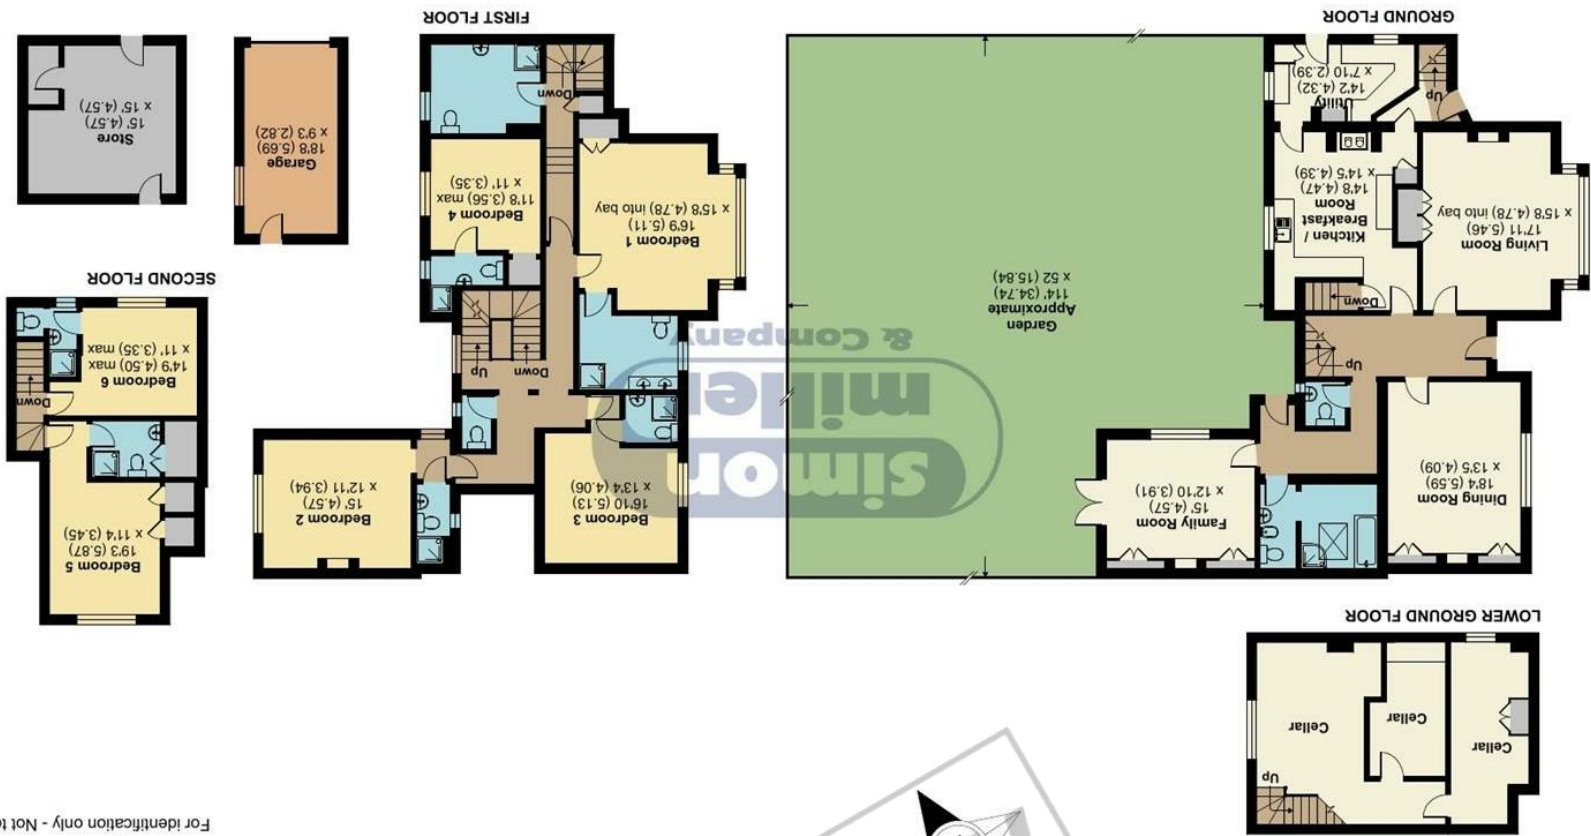 For identification only - Not to
Cellar
Cellar
Cellar
Up
LOWER GROUND FLOOR
Dining Room
18'4 (5.59)
x 13'5 (4.09)
Family Room
15' (4.57)
x 12'10 (3.91)
Up
Down
Living Room
17'11 (5.46)
x 15'8 (4.78) into bay
Kitchen /
Breakfast
Room
14'8 (4.47)
x 14'5 (4.39)
Up
Utility
14'2 (4.32)
x 7'10 (2.39)
Garden
Approximate
114' (34.74)
x 52 (15.84)
GROUND FLOOR
simon
miller
& Company
Bedroom 3
16'10 (5.13)
x 13'4 (4.06)
Bedroom 2
15' (4.57)
x 12'11 (3.94)
Down
Up
Bedroom 1
16'9 (5.11)
x 15'8 (4.78) into bay
Bedroom 4
11'8 (3.56) max
x 11' (3.35)
Down
FIRST FLOOR
Bedroom 5
19'3 (5.87)
x 11'4 (3.45)
Down
Bedroom 6
14'9 (4.50) max
x 11' (3.35) max
SECOND FLOOR
Garage
18'8 (5.69)
x 9'3 (2.82)
Store
15' (4.57)
x 15' (4.57)